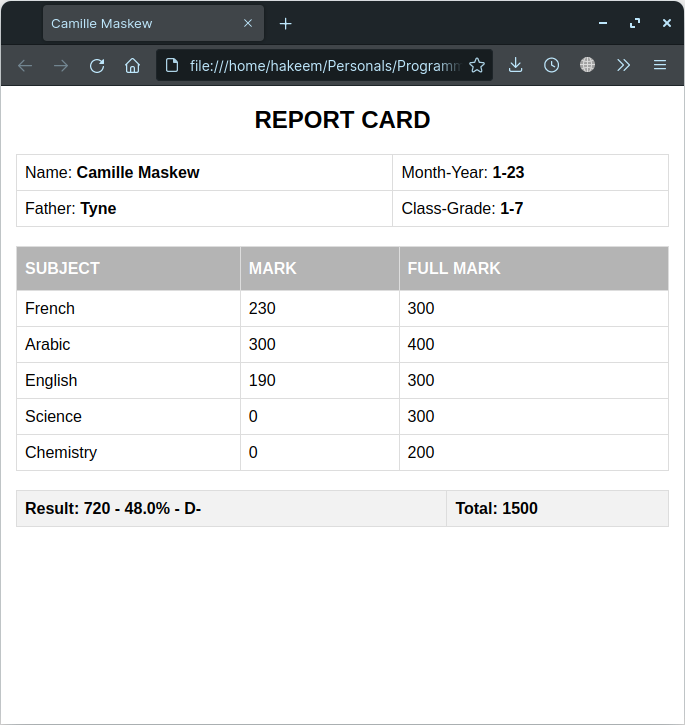 Camille Maskew
file:///home/hakeem/Personals/Programm
REPORT CARD
Name: Camille Maskew Month-Year: 1-23
Father: Tyne Class-Grade: 1-7
SUBJECT MARK FULL MARK
French 230 300
Arabic 300 400
English 190 300
Science 0 300
Chemistry 0 200
Result: 720 - 48.0% - D- Total: 1500